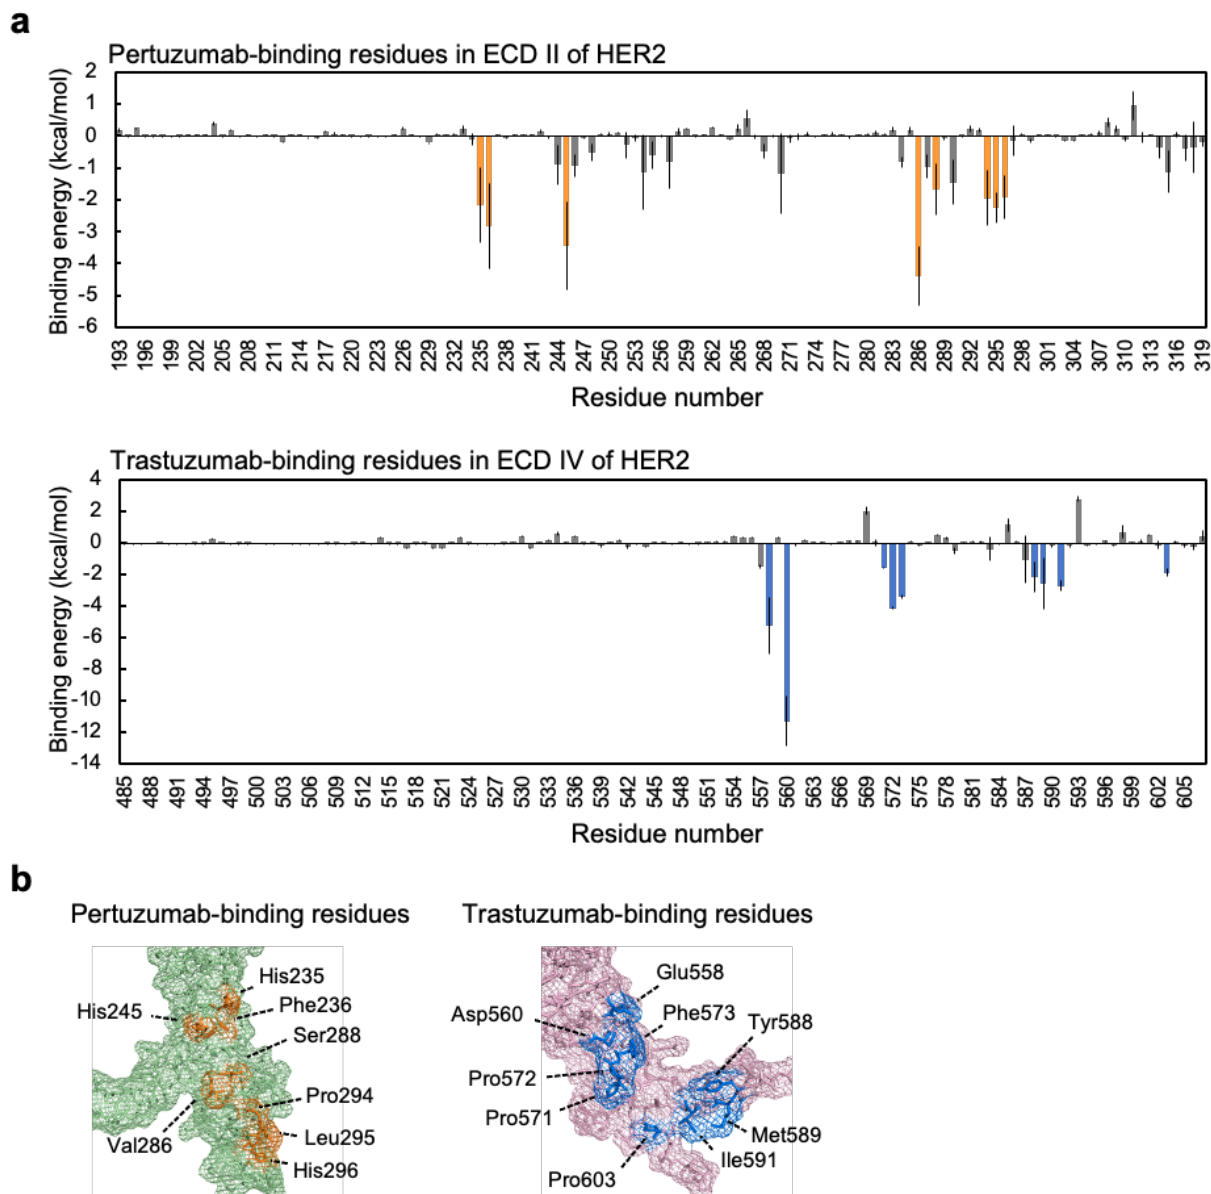 a
Pertuzumab-binding residues in ECD II of HER2
Binding energy (kcal/mol)
2
1
0
-1
-2
-3
-4
-5
-6
193 196 199 202 205 208 211 214 217 220 223 226 229 232 235 238 241 244 247 250 253 256 259 262 265 268 271 274 277 280 283 286 289 292 295 298 301 304 307 310 313 316 319
Residue number
Trastuzumab-binding residues in ECD IV of HER2
Binding energy (kcal/mol)
4
2
0
-2
-4
-6
-8
-10
-12
-14
485 488 491 494 497 500 503 506 509 512 515 518 521 524 527 530 533 536 539 542 545 548 551 554 557 560 563 566 569 572 575 578 581 584 587 590 593 596 599 602 605
Residue number
b
Pertuzumab-binding residues
His235
His245
Phe236
Ser288
Pro294
Val286
Leu295
His296
Trastuzumab-binding residues
Glu558
Asp560
Phe573
Tyr588
Pro572
Pro571
Met589
Ile591
Pro603